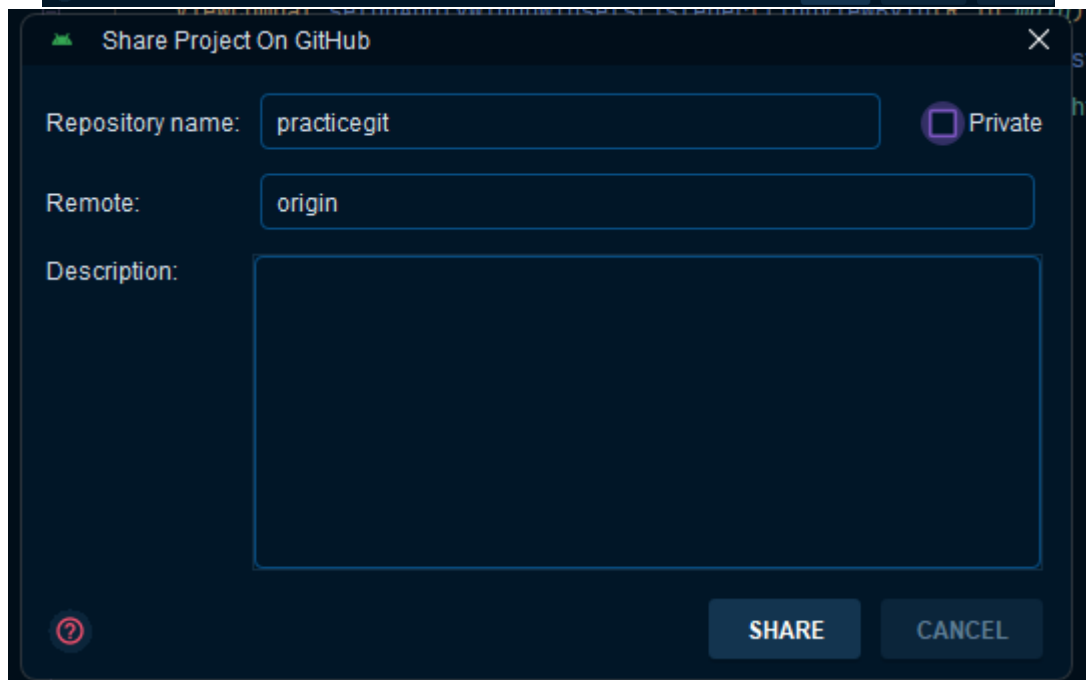 Share Project On GitHub
Repository name: practicegit Private
Remote: origin
Description:
SHARE CANCEL